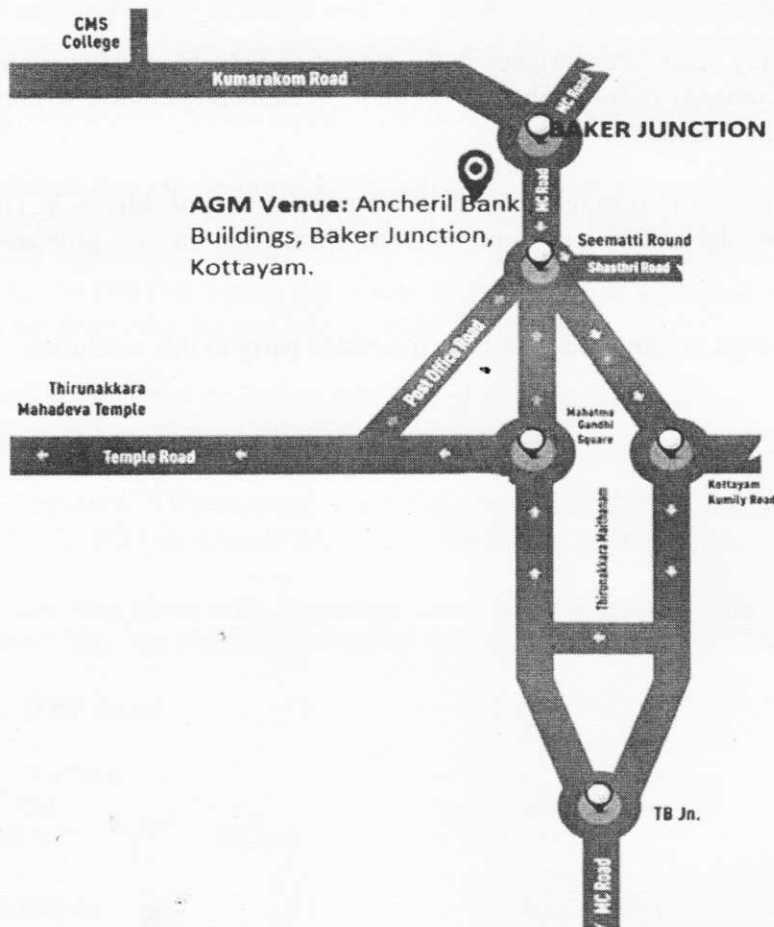 CMS
College
Kumarakom Road
MC Road
BAKER JUNCTION
AGM Venue: Ancheril Bank
Buildings, Baker Junction,
Kottayam.
MC Road
Seematti Round
Shasthri Road
Post Office Road
Thirunakkara
Mahadeva Temple
Temple Road
Mahatma
Gandhi
Square
Kottayam
Kumily Road
Thirunakkara Maithanam
TB Jn.
MC Road